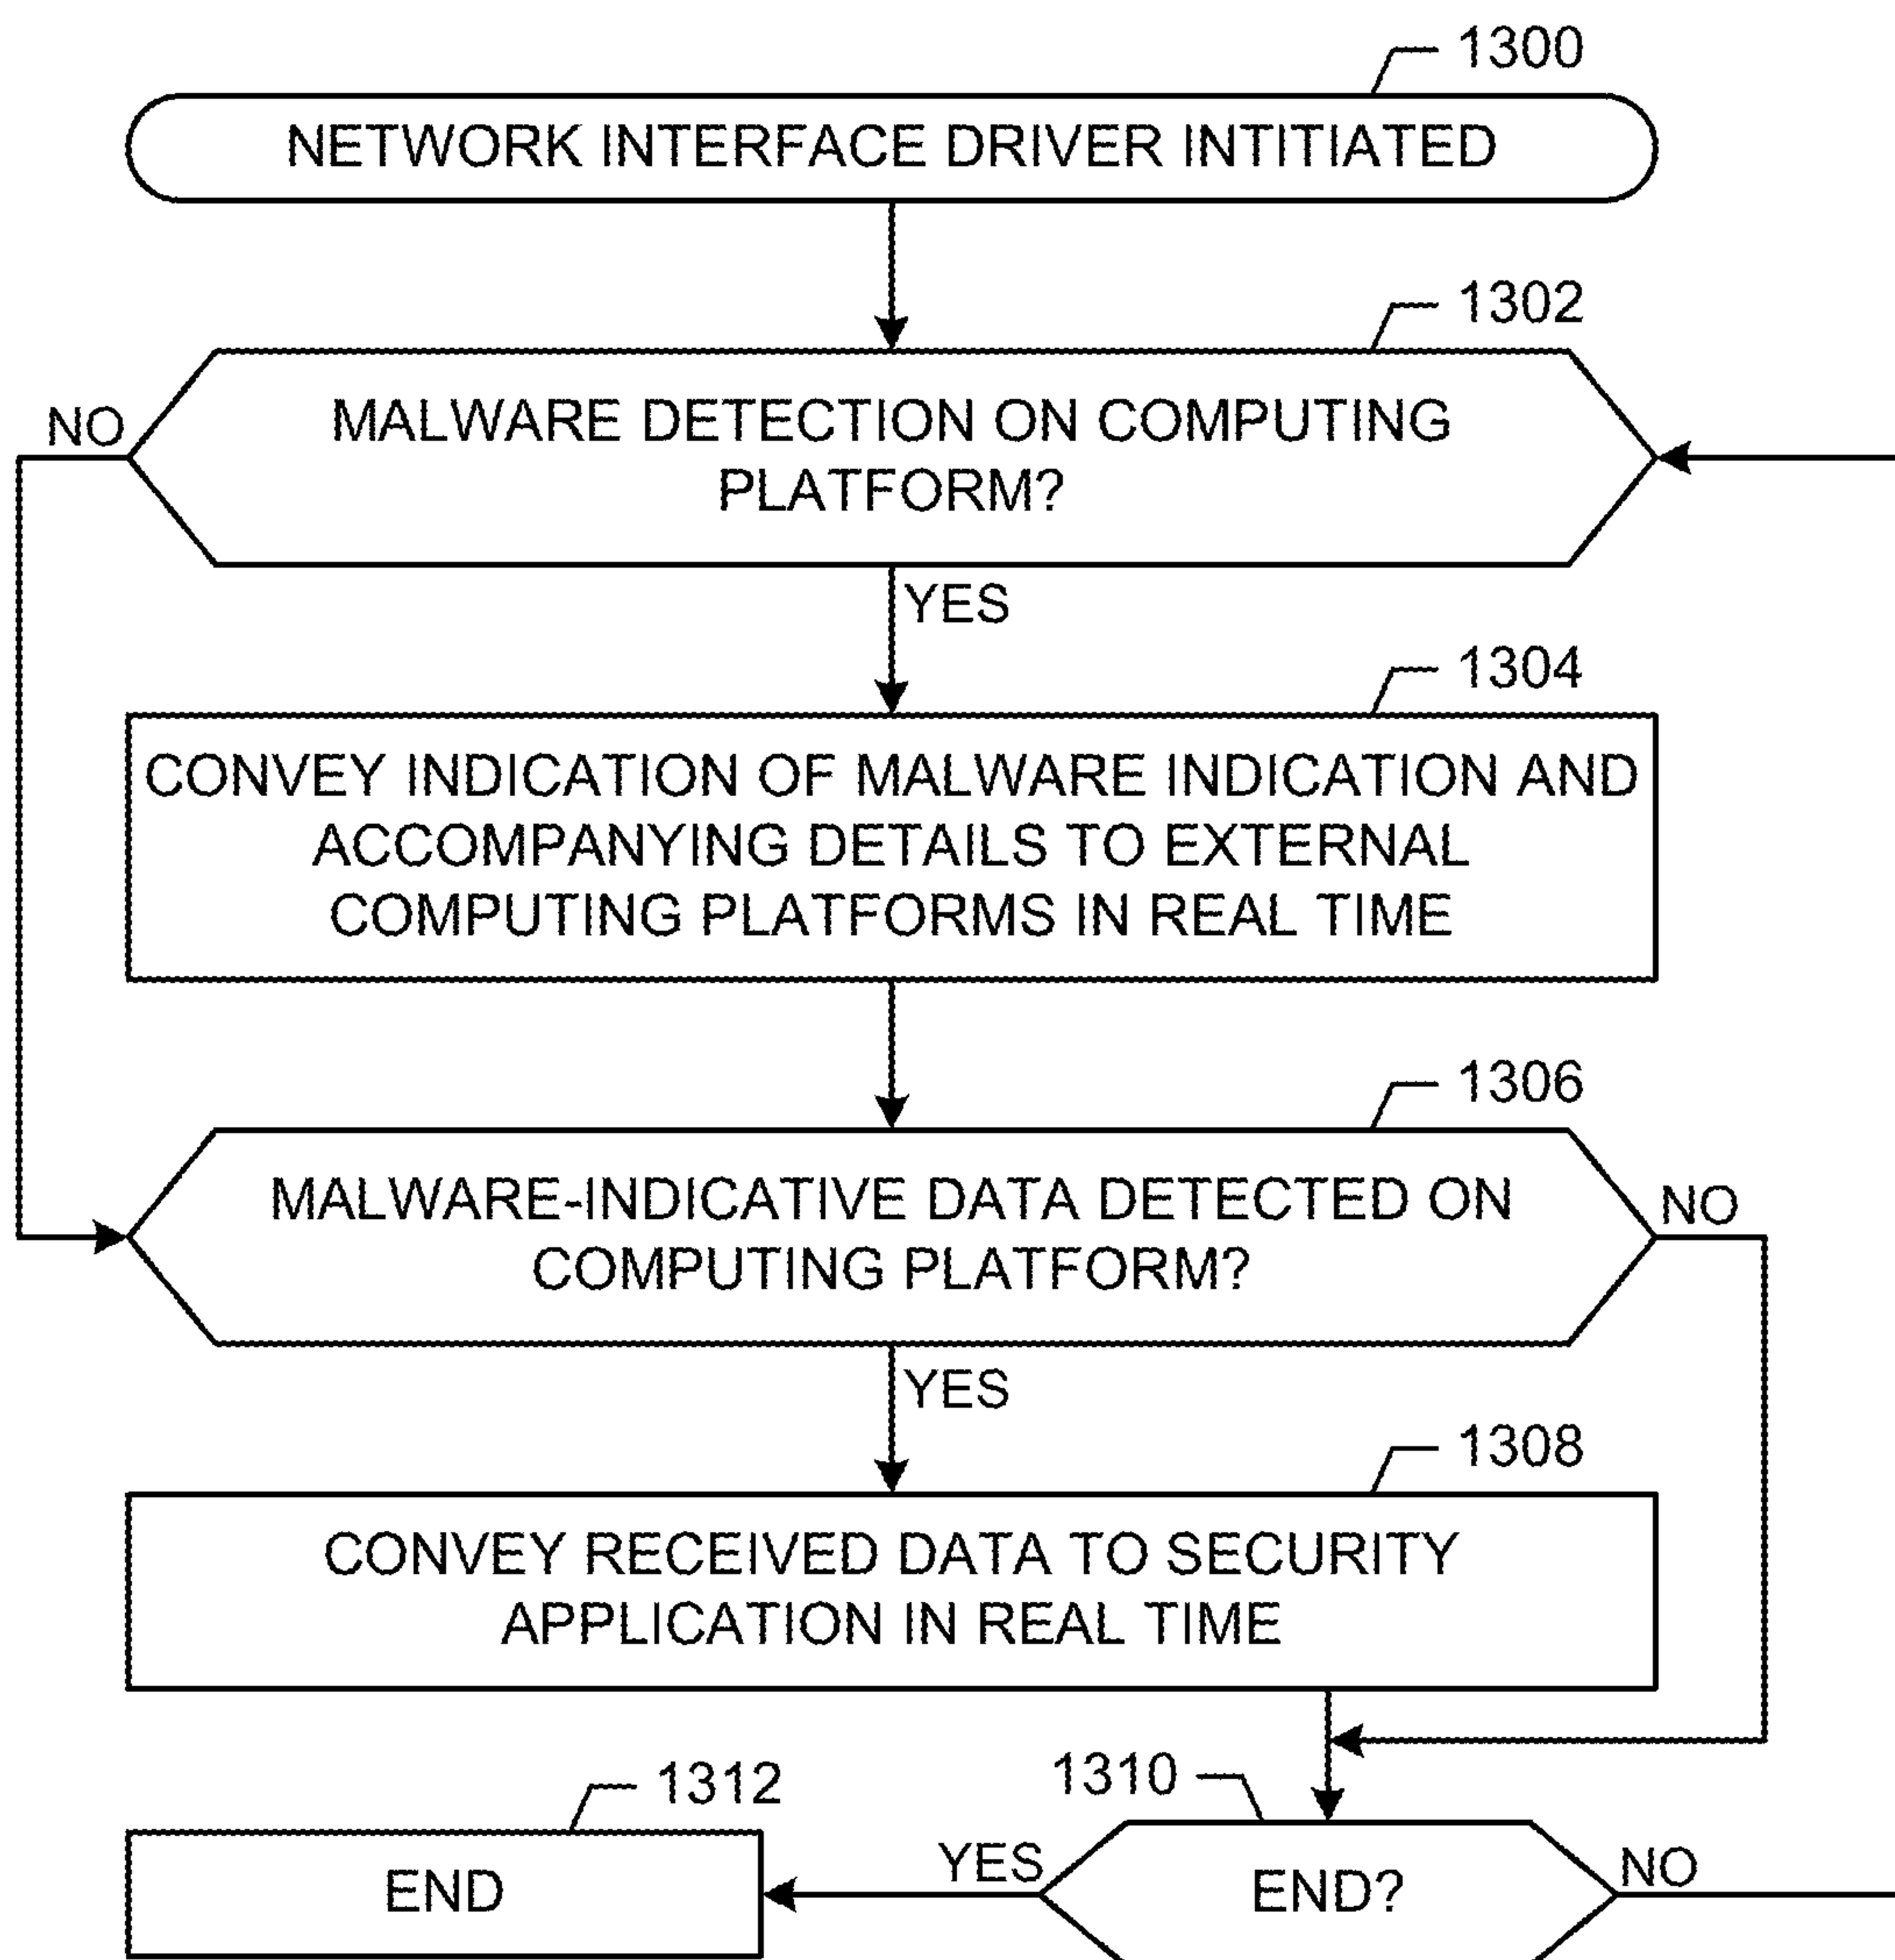 1300
NETWORK INTERFACE DRIVER INTITIATED
1302
NO
MALWARE DETECTION ON COMPUTING
PLATFORM?
YES
1304
CONVEY INDICATION OF MALWARE INDICATION AND
ACCOMPANYING DETAILS TO EXTERNAL
COMPUTING PLATFORMS IN REAL TIME
1306
MALWARE-INDICATIVE DATA DETECTED ON
COMPUTING PLATFORM?
NO
YES
1308
CONVEY RECEIVED DATA TO SECURITY
APPLICATION IN REAL TIME
1312
1310
END
YES
END?
NO